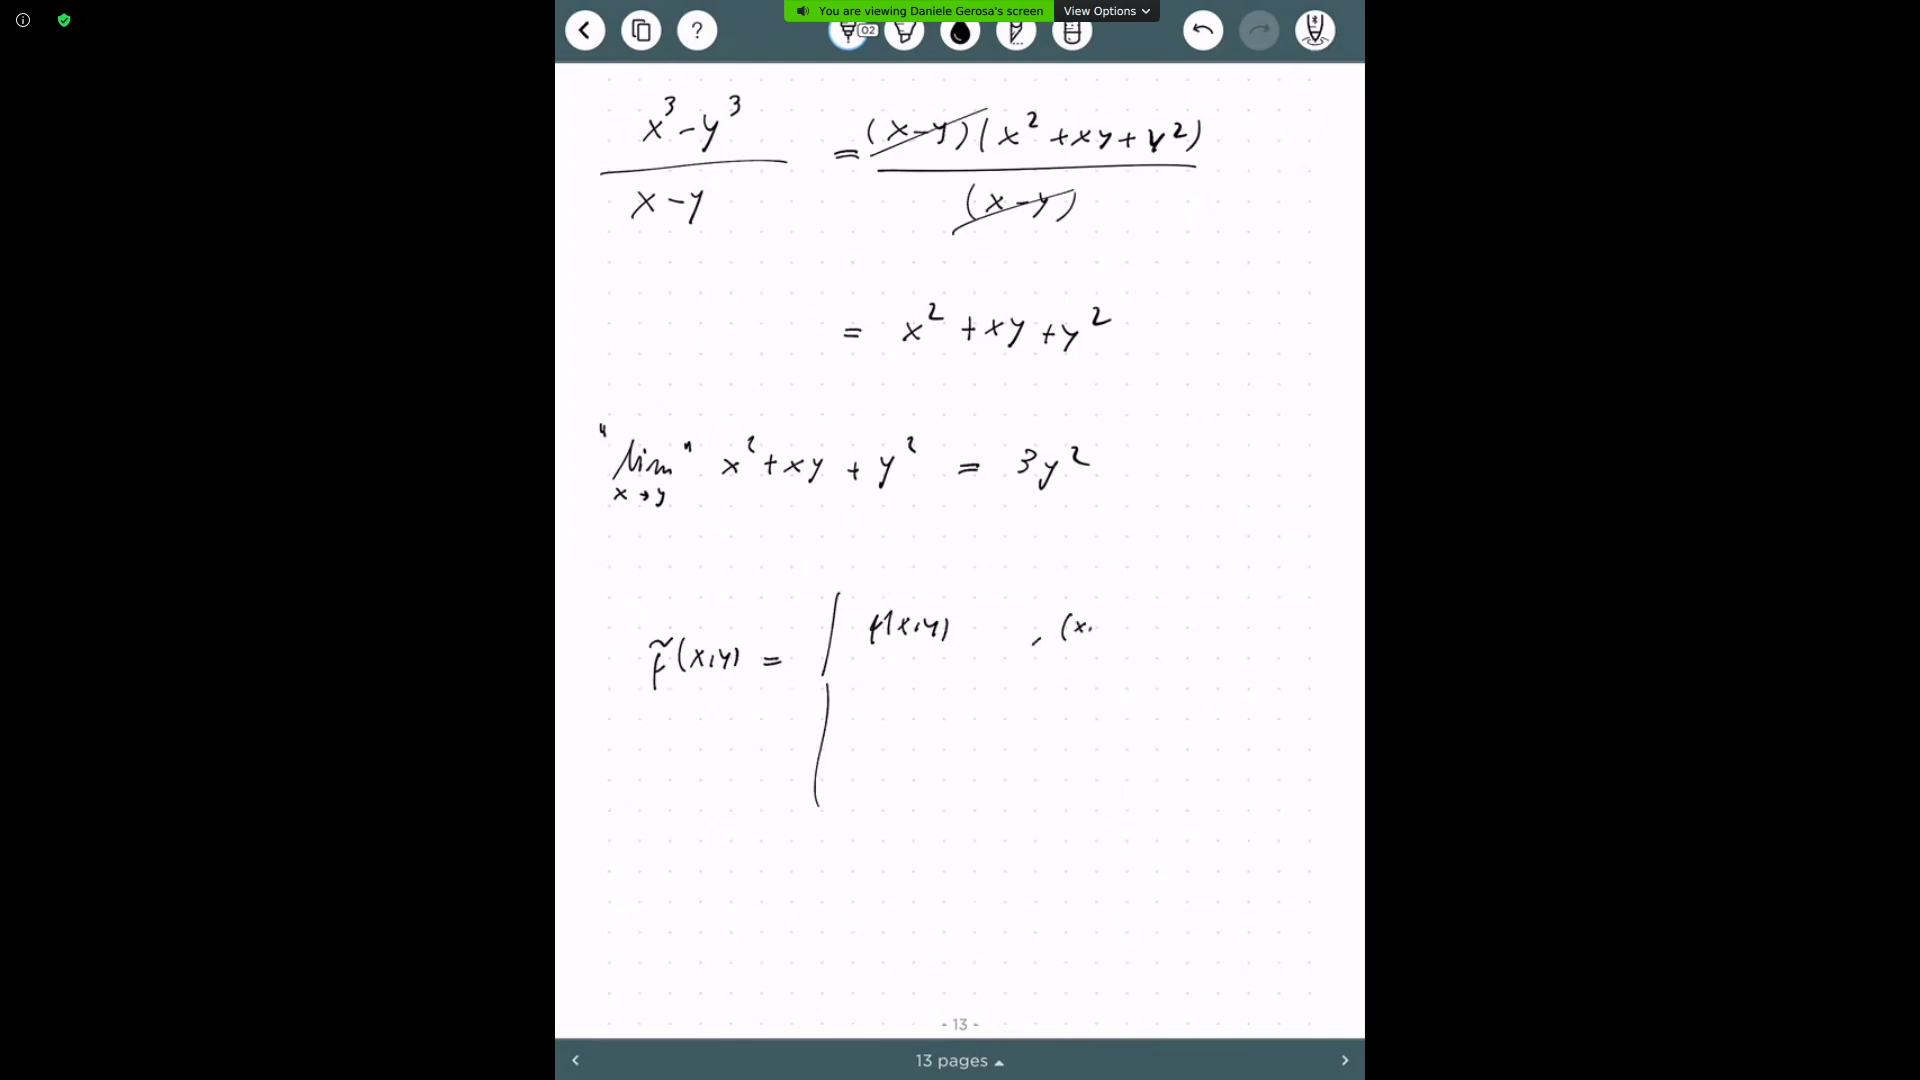 You are viewing Daniele Gerosa's screen View Options
? 02
x³ - y³ / x - y = (x-y)(x² + xy + y²) / (x-y)
= x² + xy + y²
"lim" x→y x² + xy + y² = 3y²
f̃(x,y) = { f(x,y) , (x,
- 13 -
13 pages